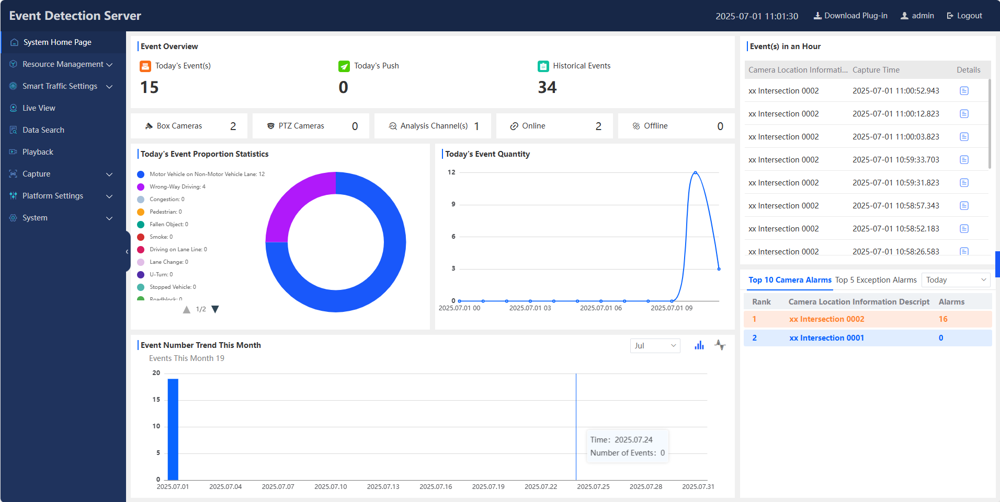 Event Detection Server
2025-07-01 11:01:30
Download Plug-in
admin
Logout
System Home Page
Resource Management
Smart Traffic Settings
Live View
Data Search
Playback
Capture
Platform Settings
System
Event Overview
Today's Event(s)
15
Today's Push
0
Historical Events
34
Box Cameras 2
PTZ Cameras 0
Analysis Channel(s) 1
Online 2
Offline 0
Today's Event Proportion Statistics
Motor Vehicle on Non-Motor Vehicle Lane: 12
Wrong-Way Driving: 4
Congestion: 0
Pedestrian: 0
Fallen Object: 0
Smoke: 0
Driving on Lane Line: 0
Lane Change: 0
U-Turn: 0
Stopped Vehicle: 0
Roadblock: 0
1/2
Today's Event Quantity
12
9
6
3
0
2025.07.01 00 2025.07.01 03 2025.07.01 06 2025.07.01 09
Event Number Trend This Month
Jul
Events This Month 19
20
15
10
5
0
Time: 2025.07.24
Number of Events: 0
2025.07.01 2025.07.04 2025.07.07 2025.07.10 2025.07.13 2025.07.16 2025.07.19 2025.07.22 2025.07.25 2025.07.28 2025.07.31
Event(s) in an Hour
Camera Location Informati... Capture Time Details
xx Intersection 0002 2025-07-01 11:00:52.943
xx Intersection 0002 2025-07-01 11:00:12.823
xx Intersection 0002 2025-07-01 11:00:03.823
xx Intersection 0002 2025-07-01 10:59:33.703
xx Intersection 0002 2025-07-01 10:59:31.823
xx Intersection 0002 2025-07-01 10:58:57.343
xx Intersection 0002 2025-07-01 10:58:52.183
xx Intersection 0002 2025-07-01 10:58:26.583
Top 10 Camera Alarms Top 5 Exception Alarms Today
Rank Camera Location Information Descript Alarms
1 xx Intersection 0002 16
2 xx Intersection 0001 0